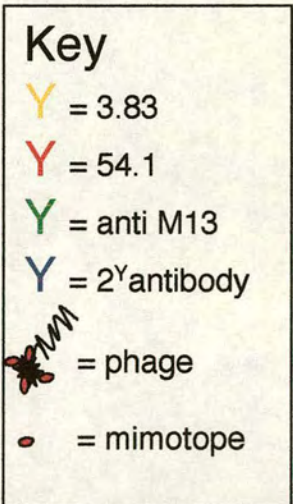 Key
Y = 3.83
Y = 54.1
Y = anti M13
Y = 2ʸantibody
= phage
= mimotope